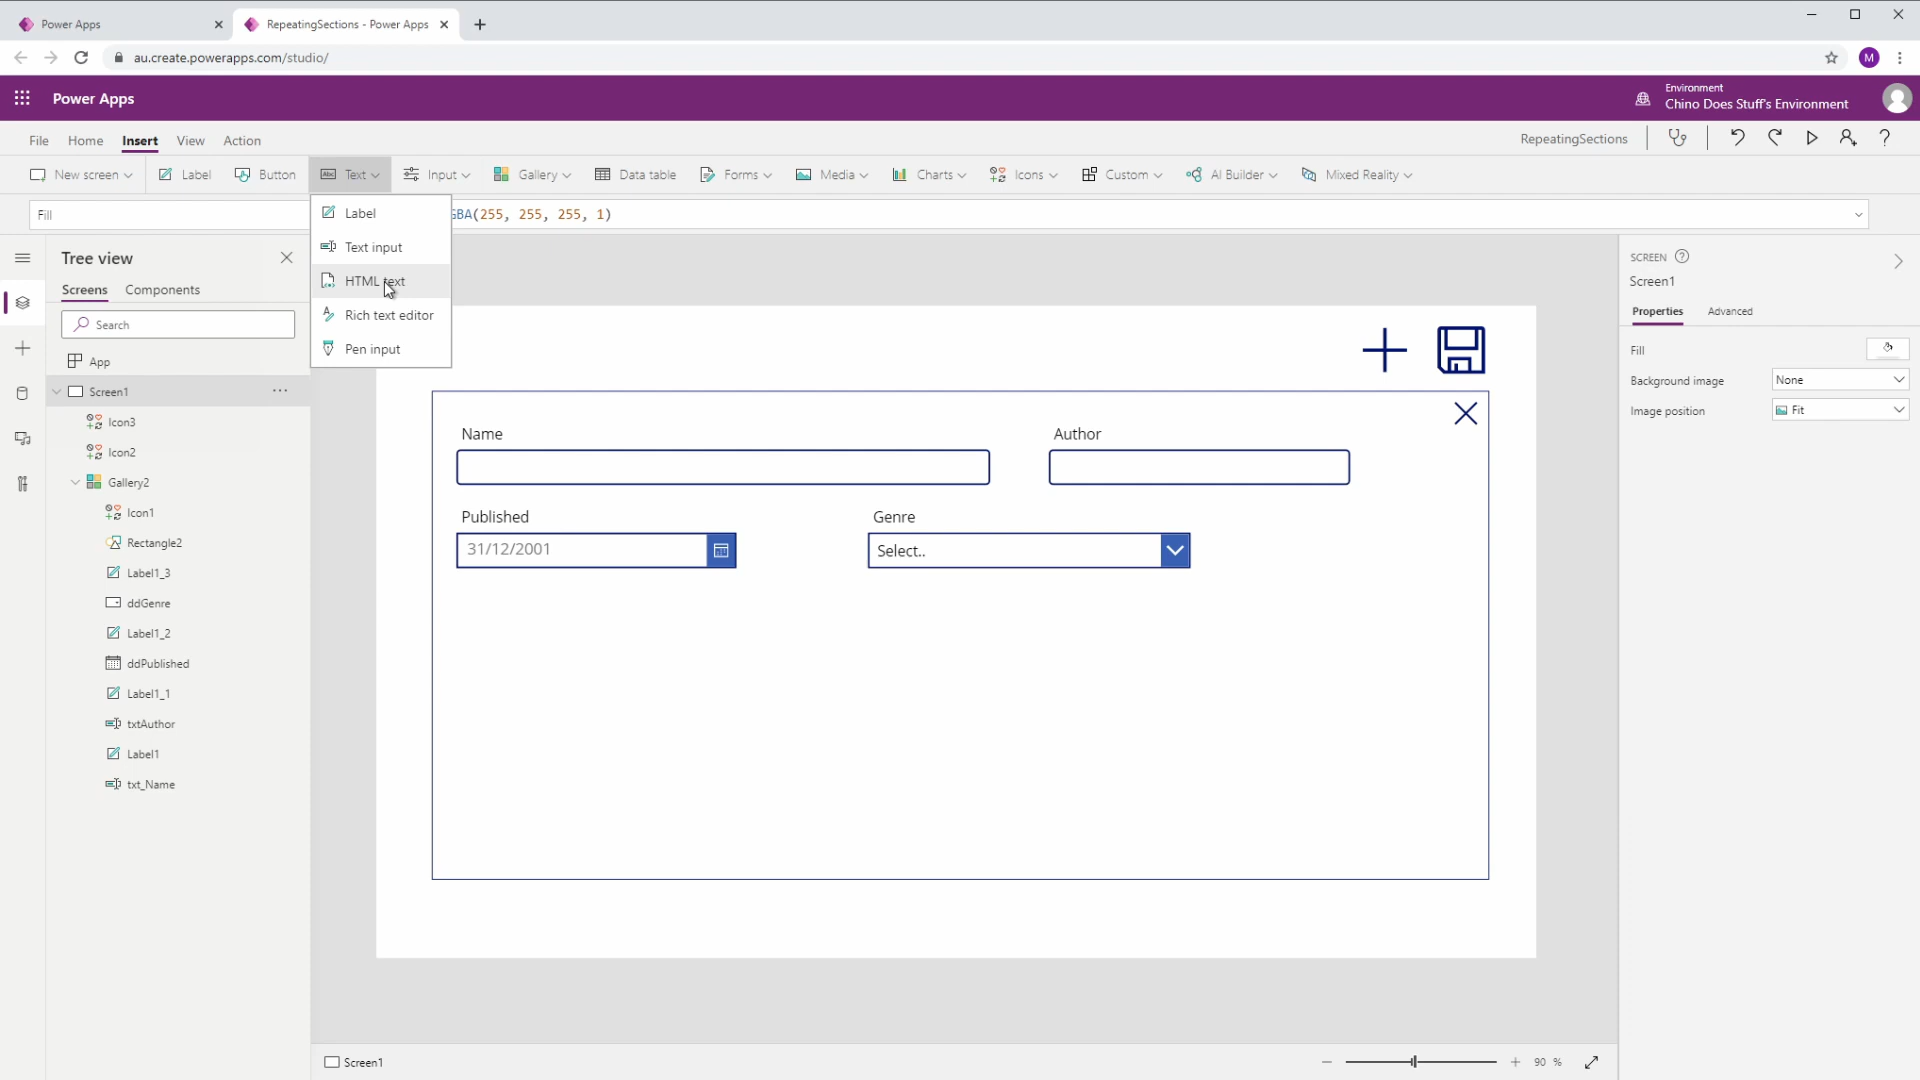 Power Apps
RepeatingSections - Power Apps
au.create.powerapps.com/studio/
M
Power Apps
Environment
Chino Does Stuff's Environment
File Home Insert View Action
RepeatingSections
New screen Label Button Text Input Gallery Data table Forms Media Charts Icons Custom AI Builder Mixed Reality
Fill
GBA(255, 255, 255, 1)
Label
Text input
HTML text
Rich text editor
Pen input
Tree view
Screens Components
Search
App
Screen1
Icon3
Icon2
Gallery2
Icon1
Rectangle2
Label1_3
ddGenre
Label1_2
ddPublished
Label1_1
txtAuthor
Label1
txt_Name
Name
Author
Published
31/12/2001
Genre
Select..
SCREEN
Screen1
Properties Advanced
Fill
Background image None
Image position Fit
Screen1
90 %